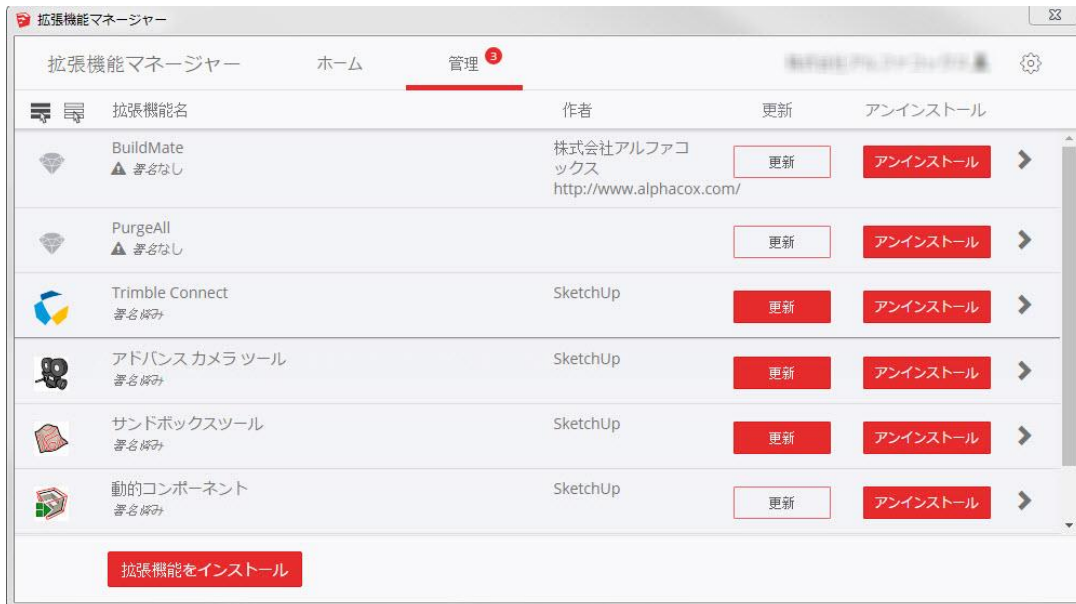 拡張機能マネージャー
拡張機能マネージャー ホーム 管理 3
拡張機能名 作者 更新 アンインストール
BuildMate
署名なし
株式会社アルファコ
ックス
http://www.alphacox.com/
更新 アンインストール
PurgeAll
署名なし
更新 アンインストール
Trimble Connect
署名済み
SketchUp
更新 アンインストール
アドバンス カメラ ツール
署名済み
SketchUp
更新 アンインストール
サンドボックスツール
署名済み
SketchUp
更新 アンインストール
動的コンポーネント
署名済み
SketchUp
更新 アンインストール
拡張機能をインストール